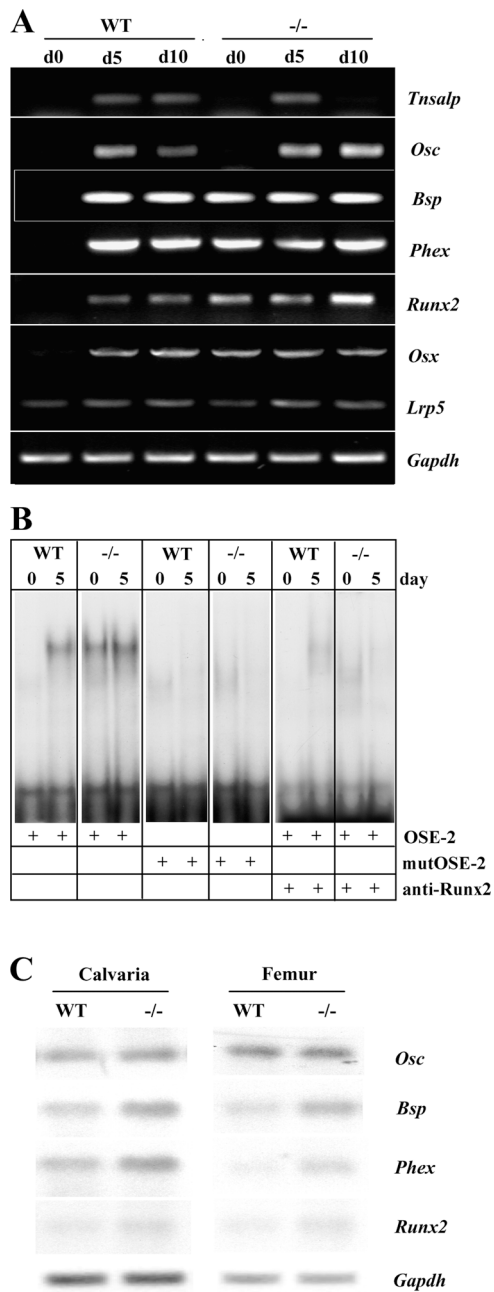 A
WT -/-
d0 d5 d10 d0 d5 d10
Tnsalp
Osc
Bsp
Phex
Runx2
Osx
Lrp5
Gapdh
B
WT -/- WT -/- WT -/-
0 5 0 5 0 5 0 5 0 5 0 5 day
+ + + + + + + + OSE-2
+ + + + mutOSE-2
+ + + + anti-Runx2
C
Calvaria Femur
WT -/- WT -/-
Osc
Bsp
Phex
Runx2
Gapdh